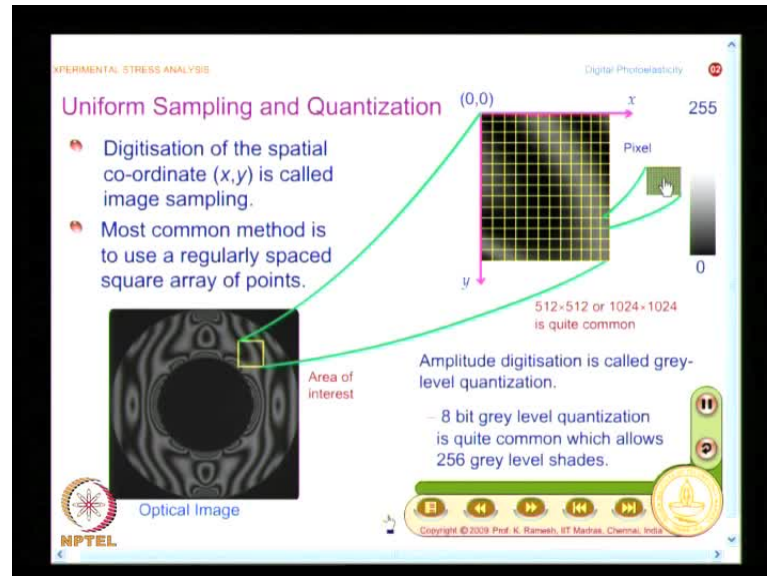 XPERIMENTAL STRESS ANALYSIS
Digital Photoelasticity
02
Uniform Sampling and Quantization
Digitisation of the spatial
co-ordinate (x,y) is called
image sampling.
Most common method is
to use a regularly spaced
square array of points.
(0,0)
x
255
Pixel
0
y
512×512 or 1024×1024
is quite common
Area of
interest
Optical Image
Amplitude digitisation is called grey-
level quantization.
– 8 bit grey level quantization
is quite common which allows
256 grey level shades.
Copyright © 2009 Prof. K. Ramesh, IIT Madras, Chennai, India
NPTEL